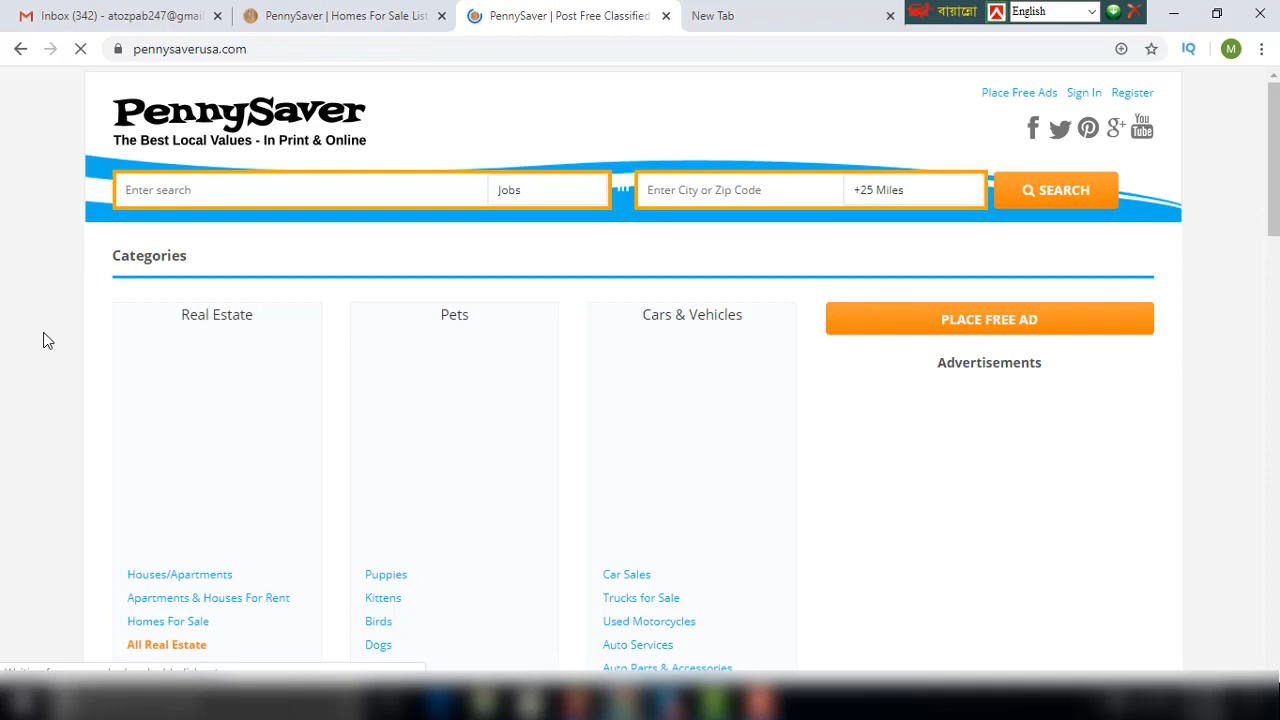 Inbox (342) - atozgab247@gmail
PennySaver | Homes For Sale List
PennySaver | Post Free Classified
New Tab
বায়ান্নো
English
pennysaverusa.com
IQ
M
PennySaver
The Best Local Values - In Print & Online
Place Free Ads Sign In Register
You Tube
Enter search
Jobs
in
Enter City or Zip Code
+25 Miles
SEARCH
Categories
Real Estate
Pets
Cars & Vehicles
PLACE FREE AD
Advertisements
Houses/Apartments
Puppies
Car Sales
Apartments & Houses For Rent
Kittens
Trucks for Sale
Homes For Sale
Birds
Used Motorcycles
All Real Estate
Dogs
Auto Services
Auto Parts & Accessories